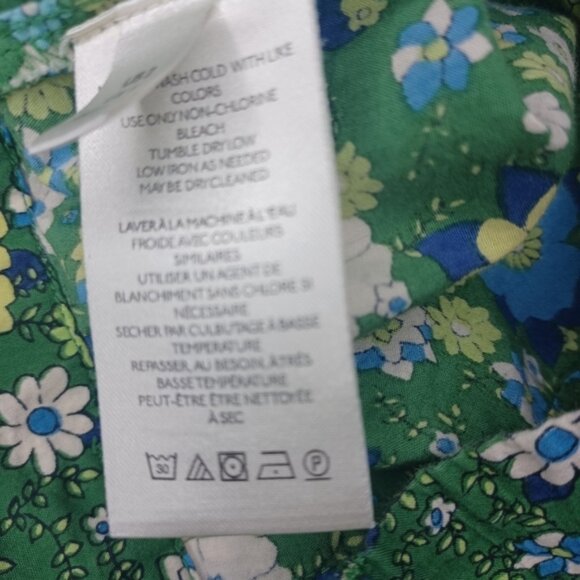 WASH COLD WITH LIKE
COLORS
USE ONLY NON-CHLORINE
BLEACH
TUMBLE DRY LOW
LOW IRON AS NEEDED
MAY BE DRYCLEANED
LAVER À LA MACHINE À L'EAU
FROIDE AVEC COULEURS
SIMILAIRES
UTILISER UN AGENT DE
BLANCHIMENT SANS CHLORE, SI
NÉCESSAIRE
SÉCHER PAR CULBUTAGE À BASSE
TEMPÉRATURE
REPASSER, AU BESOIN, À TRÈS
BASSE TEMPÉRATURE
PEUT-ÊTRE ÊTRE NETTOYÉE
À SEC
30 P